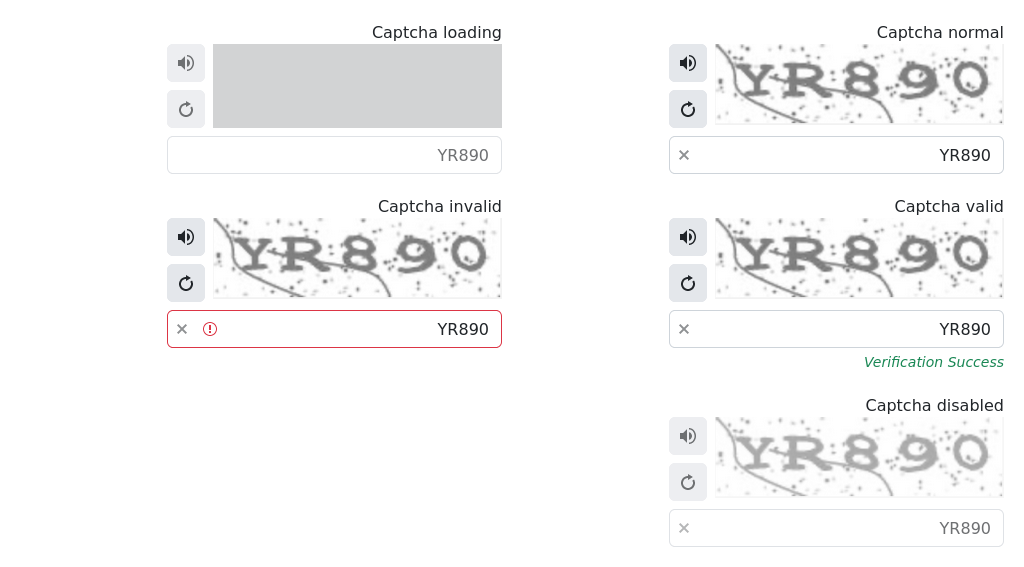 Captcha loading
YR890
Captcha normal
YR890
YR890
Captcha invalid
YR890
YR890
Captcha valid
YR890
YR890
Verification Success
Captcha disabled
YR890
YR890